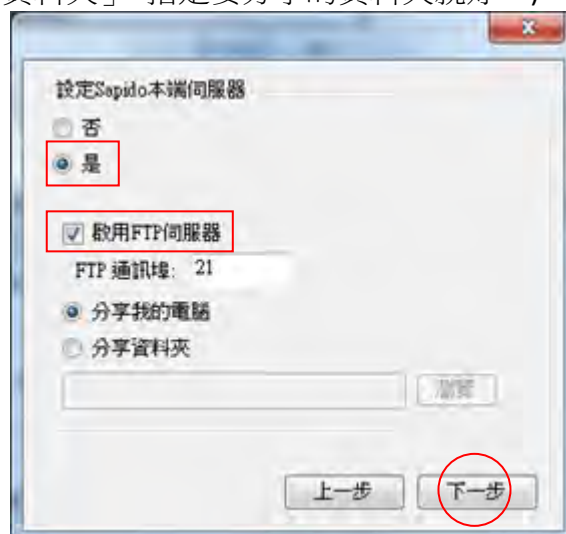 設定Sapido本端伺服器
否
是
啟用FTP伺服器
FTP 通訊埠: 21
分享我的電腦
分享資料夾
瀏覽
上一步 下一步